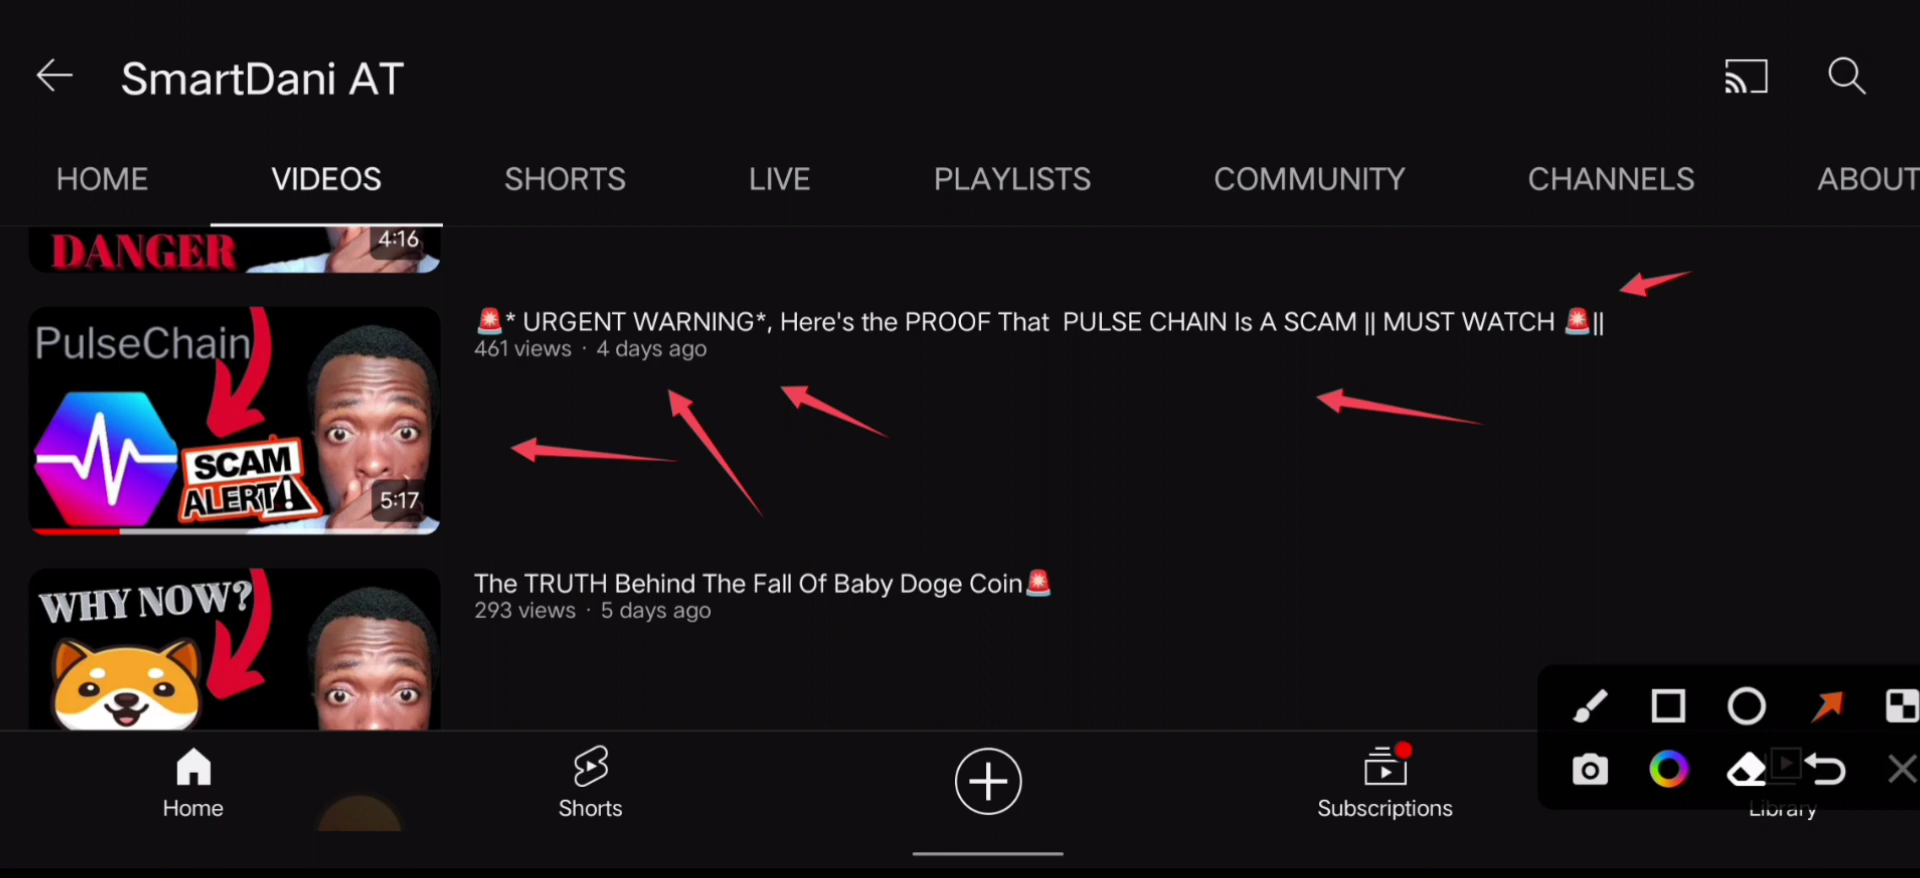 SmartDani AT
HOME VIDEOS SHORTS LIVE PLAYLISTS COMMUNITY CHANNELS ABOUT
DANGER
4:16
PulseChain
SCAM
ALERT!
5:17
🚨* URGENT WARNING*, Here's the PROOF That PULSE CHAIN Is A SCAM || MUST WATCH 🚨||
461 views · 4 days ago
WHY NOW?
The TRUTH Behind The Fall Of Baby Doge Coin🚨
293 views · 5 days ago
Home Shorts Subscriptions Library